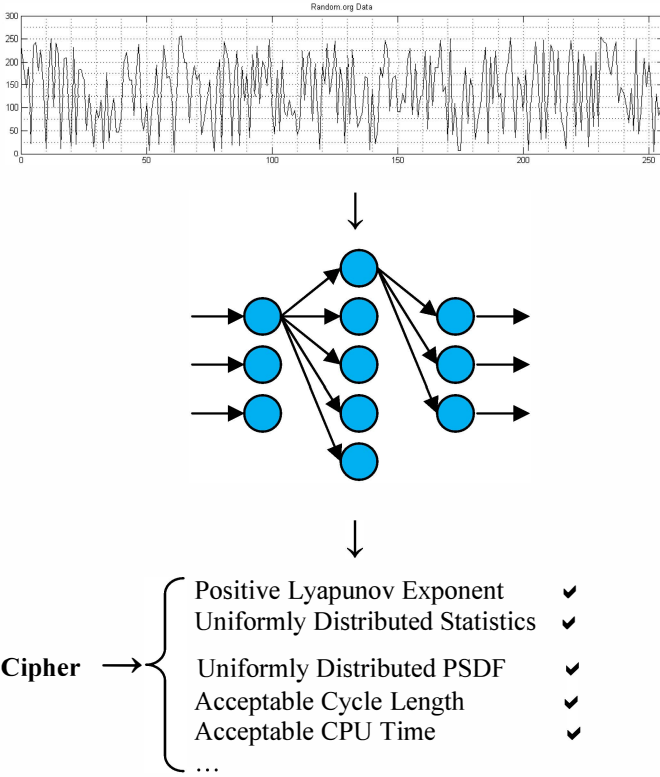 Random.org Data
300
250
200
150
100
50
0
0 50 100 150 200 250
Positive Lyapunov Exponent ✔
Uniformly Distributed Statistics ✔
Cipher → Uniformly Distributed PSDF ✔
Acceptable Cycle Length ✔
Acceptable CPU Time ✔
…